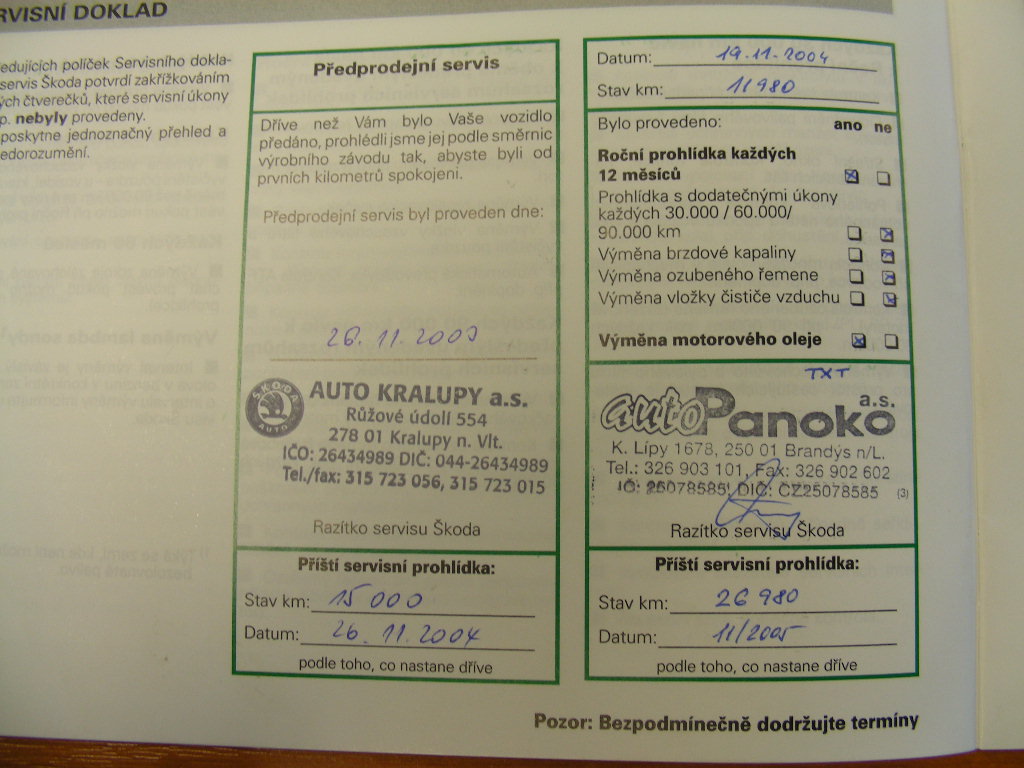 RVISNÍ DOKLAD
edujících políček Servisního dokla-
servis Škoda potvrdí zakřížkováním
ých čtverečků, které servisní úkony
p. nebyly provedeny.
poskytne jednoznačný přehled a
edorozumění.
Předprodejní servis
Dříve než Vám bylo Vaše vozidlo
předáno, prohlédli jsme jej podle směrnic
výrobního závodu tak, abyste byli od
prvních kilometrů spokojeni.
Předprodejní servis byl proveden dne:
26.11.2003
ŠKODA
AUTO
AUTO KRALUPY a.s.
Růžové údolí 554
278 01 Kralupy n. Vlt.
IČO: 26434989 DIČ: 044-26434989
Tel./fax: 315 723 056, 315 723 015
Razítko servisu Škoda
Příští servisní prohlídka:
Stav km: 15 000
Datum: 26. 11. 2004
podle toho, co nastane dříve
Datum: 19.11.2004
Stav km: 11980
Bylo provedeno: ano ne
Roční prohlídka každých
12 měsíců
Prohlídka s dodatečnými úkony
každých 30.000 / 60.000/
90.000 km
Výměna brzdové kapaliny
Výměna ozubeného řemene
Výměna vložky čističe vzduchu
Výměna motorového oleje
TXT
auto Panoko a.s.
K. Lípy 1678, 250 01 Brandýs n/L.
Tel.: 326 903 101, Fax: 326 902 602
IČ: 25078585, DIČ: CZ25078585 (3)
Razítko servisu Škoda
Příští servisní prohlídka:
Stav km: 26 980
Datum: 11/2005
podle toho, co nastane dříve
Pozor: Bezpodmínečně dodržujte termíny